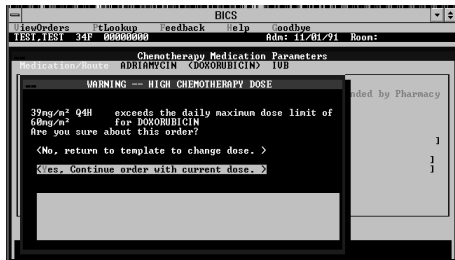 BICS
ViewOrders PtLookup Feedback Help Goodbye
TEST,TEST 34F 00000000 Adm: 11/01/91 Room:
Chemotherapy Medication Parameters
Medication/Route ADRIAMYCIN <DOXORUBICIN> IVB
WARNING -- HIGH CHEMOTHERAPY DOSE
nded by Pharmacy
39mg/m² Q4H exceeds the daily maximum dose limit of
60mg/m² for DOXORUBICIN
Are you sure about this order?
<No, return to template to change dose. >
]
]
<Yes, Continue order with current dose. >
]